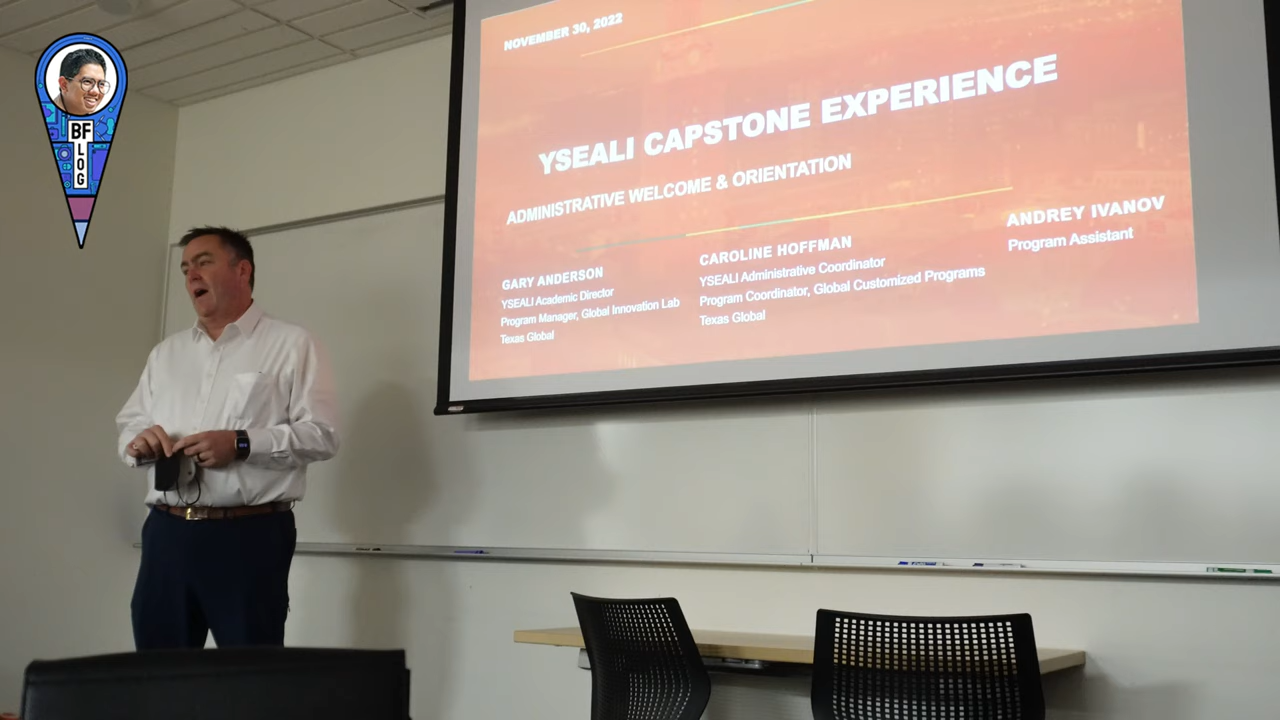 BF
LOG
NOVEMBER 30, 2022
YSEALI CAPSTONE EXPERIENCE
ADMINISTRATIVE WELCOME & ORIENTATION
GARY ANDERSON
YSEALI Academic Director
Program Manager, Global Innovation Lab
Texas Global
CAROLINE HOFFMAN
YSEALI Administrative Coordinator
Program Coordinator, Global Customized Programs
Texas Global
ANDREY IVANOV
Program Assistant